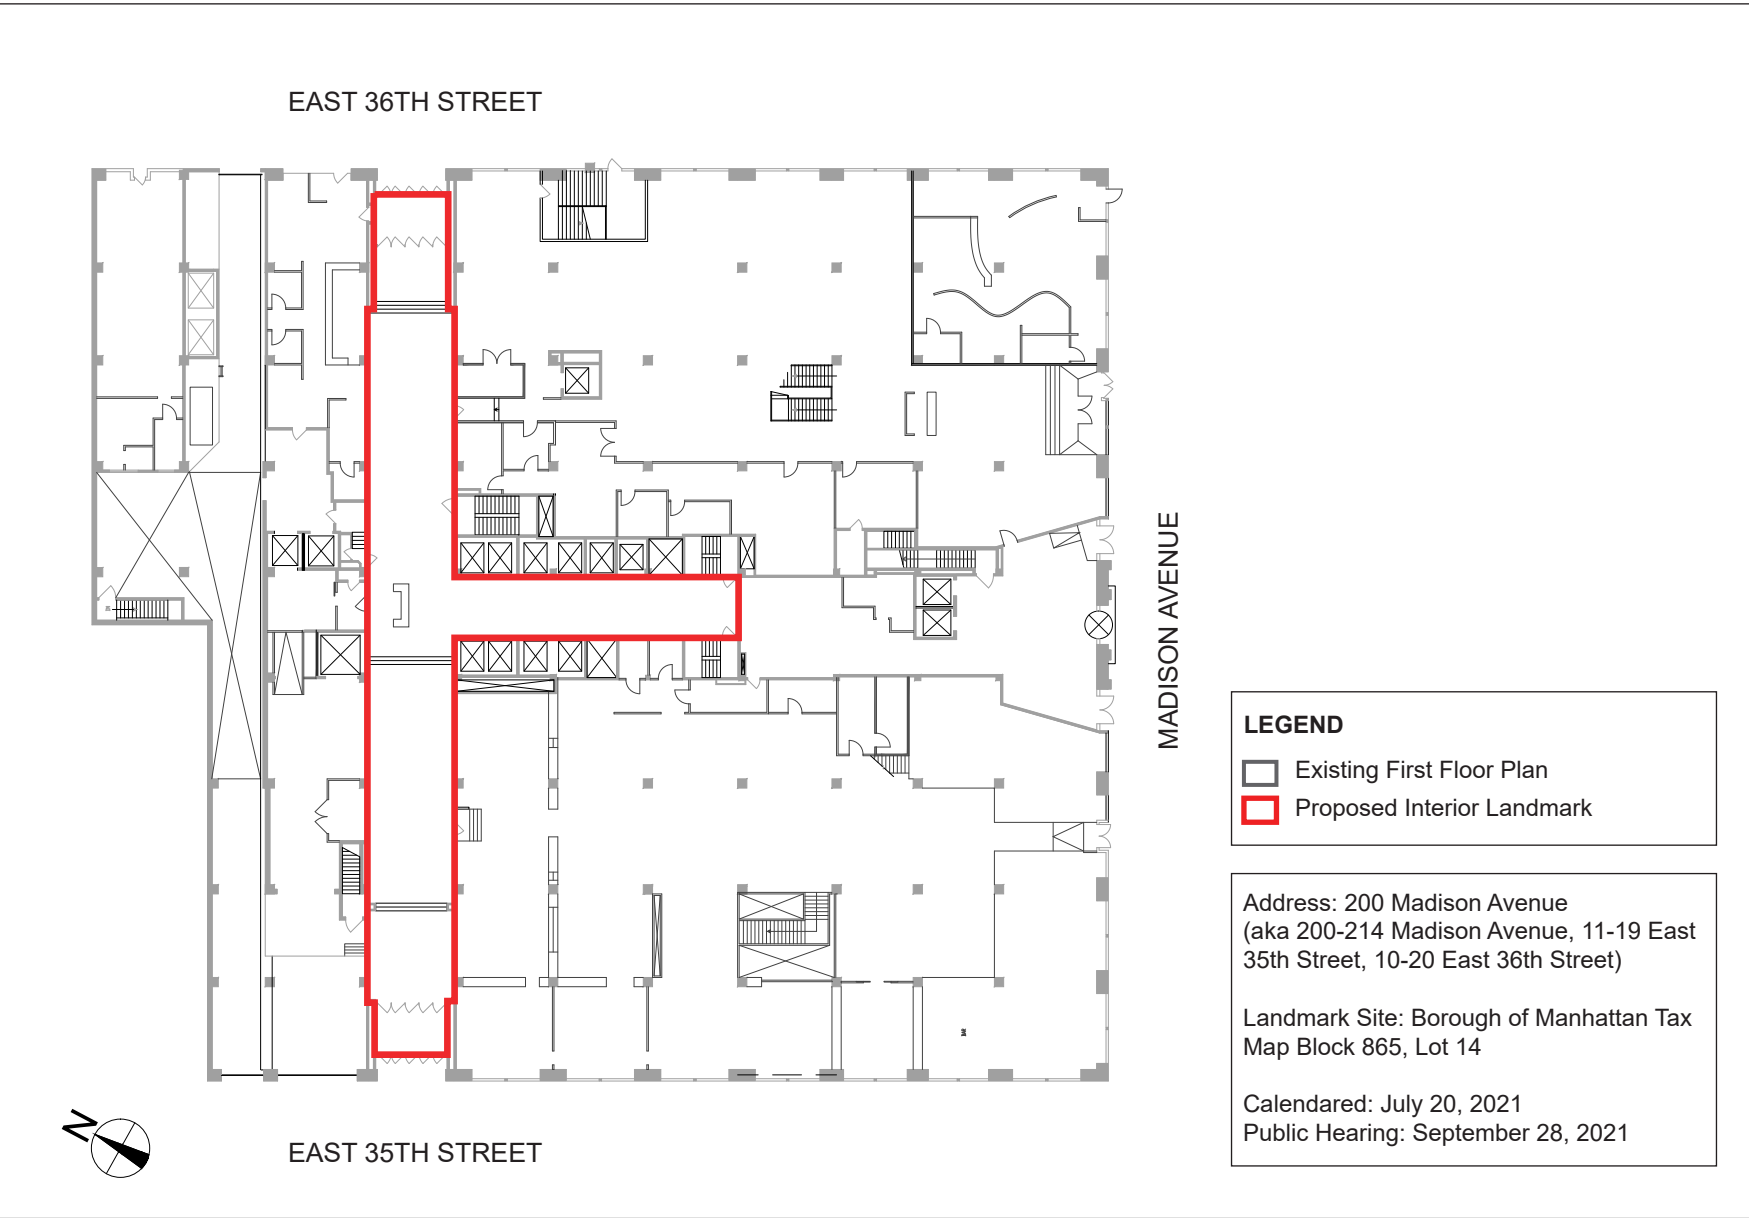 EAST 36TH STREET
MADISON AVENUE
LEGEND
Existing First Floor Plan
Proposed Interior Landmark
Address: 200 Madison Avenue
(aka 200-214 Madison Avenue, 11-19 East
35th Street, 10-20 East 36th Street)
Landmark Site: Borough of Manhattan Tax
Map Block 865, Lot 14
Calendared: July 20, 2021
Public Hearing: September 28, 2021
N
EAST 35TH STREET